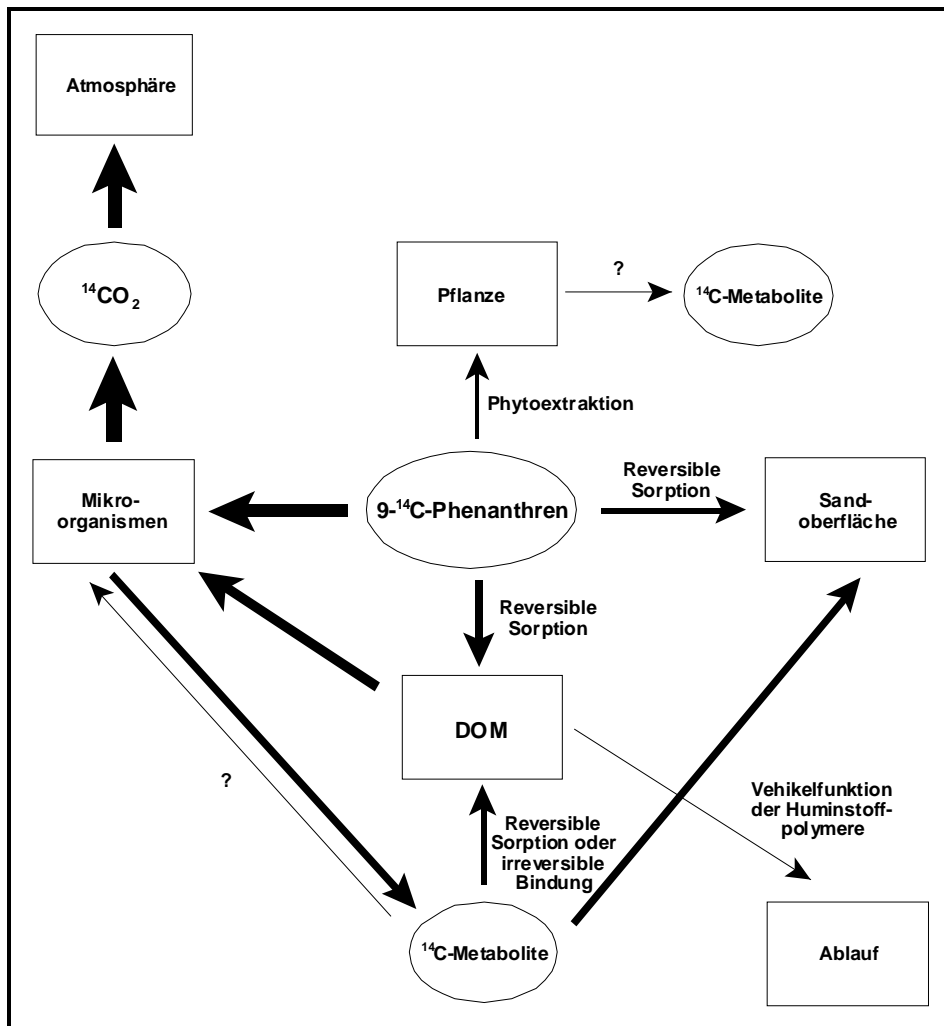 Atmosphäre
¹⁴CO₂
Pflanze
?
¹⁴C-Metabolite
Phytoextraktion
Mikro-
organismen
9-¹⁴C-Phenanthren
Reversible
Sorption
Sand-
oberfläche
Reversible
Sorption
DOM
?
Vehikelfunktion
der Huminstoff-
polymere
Reversible
Sorption oder
irreversible
Bindung
¹⁴C-Metabolite
Ablauf